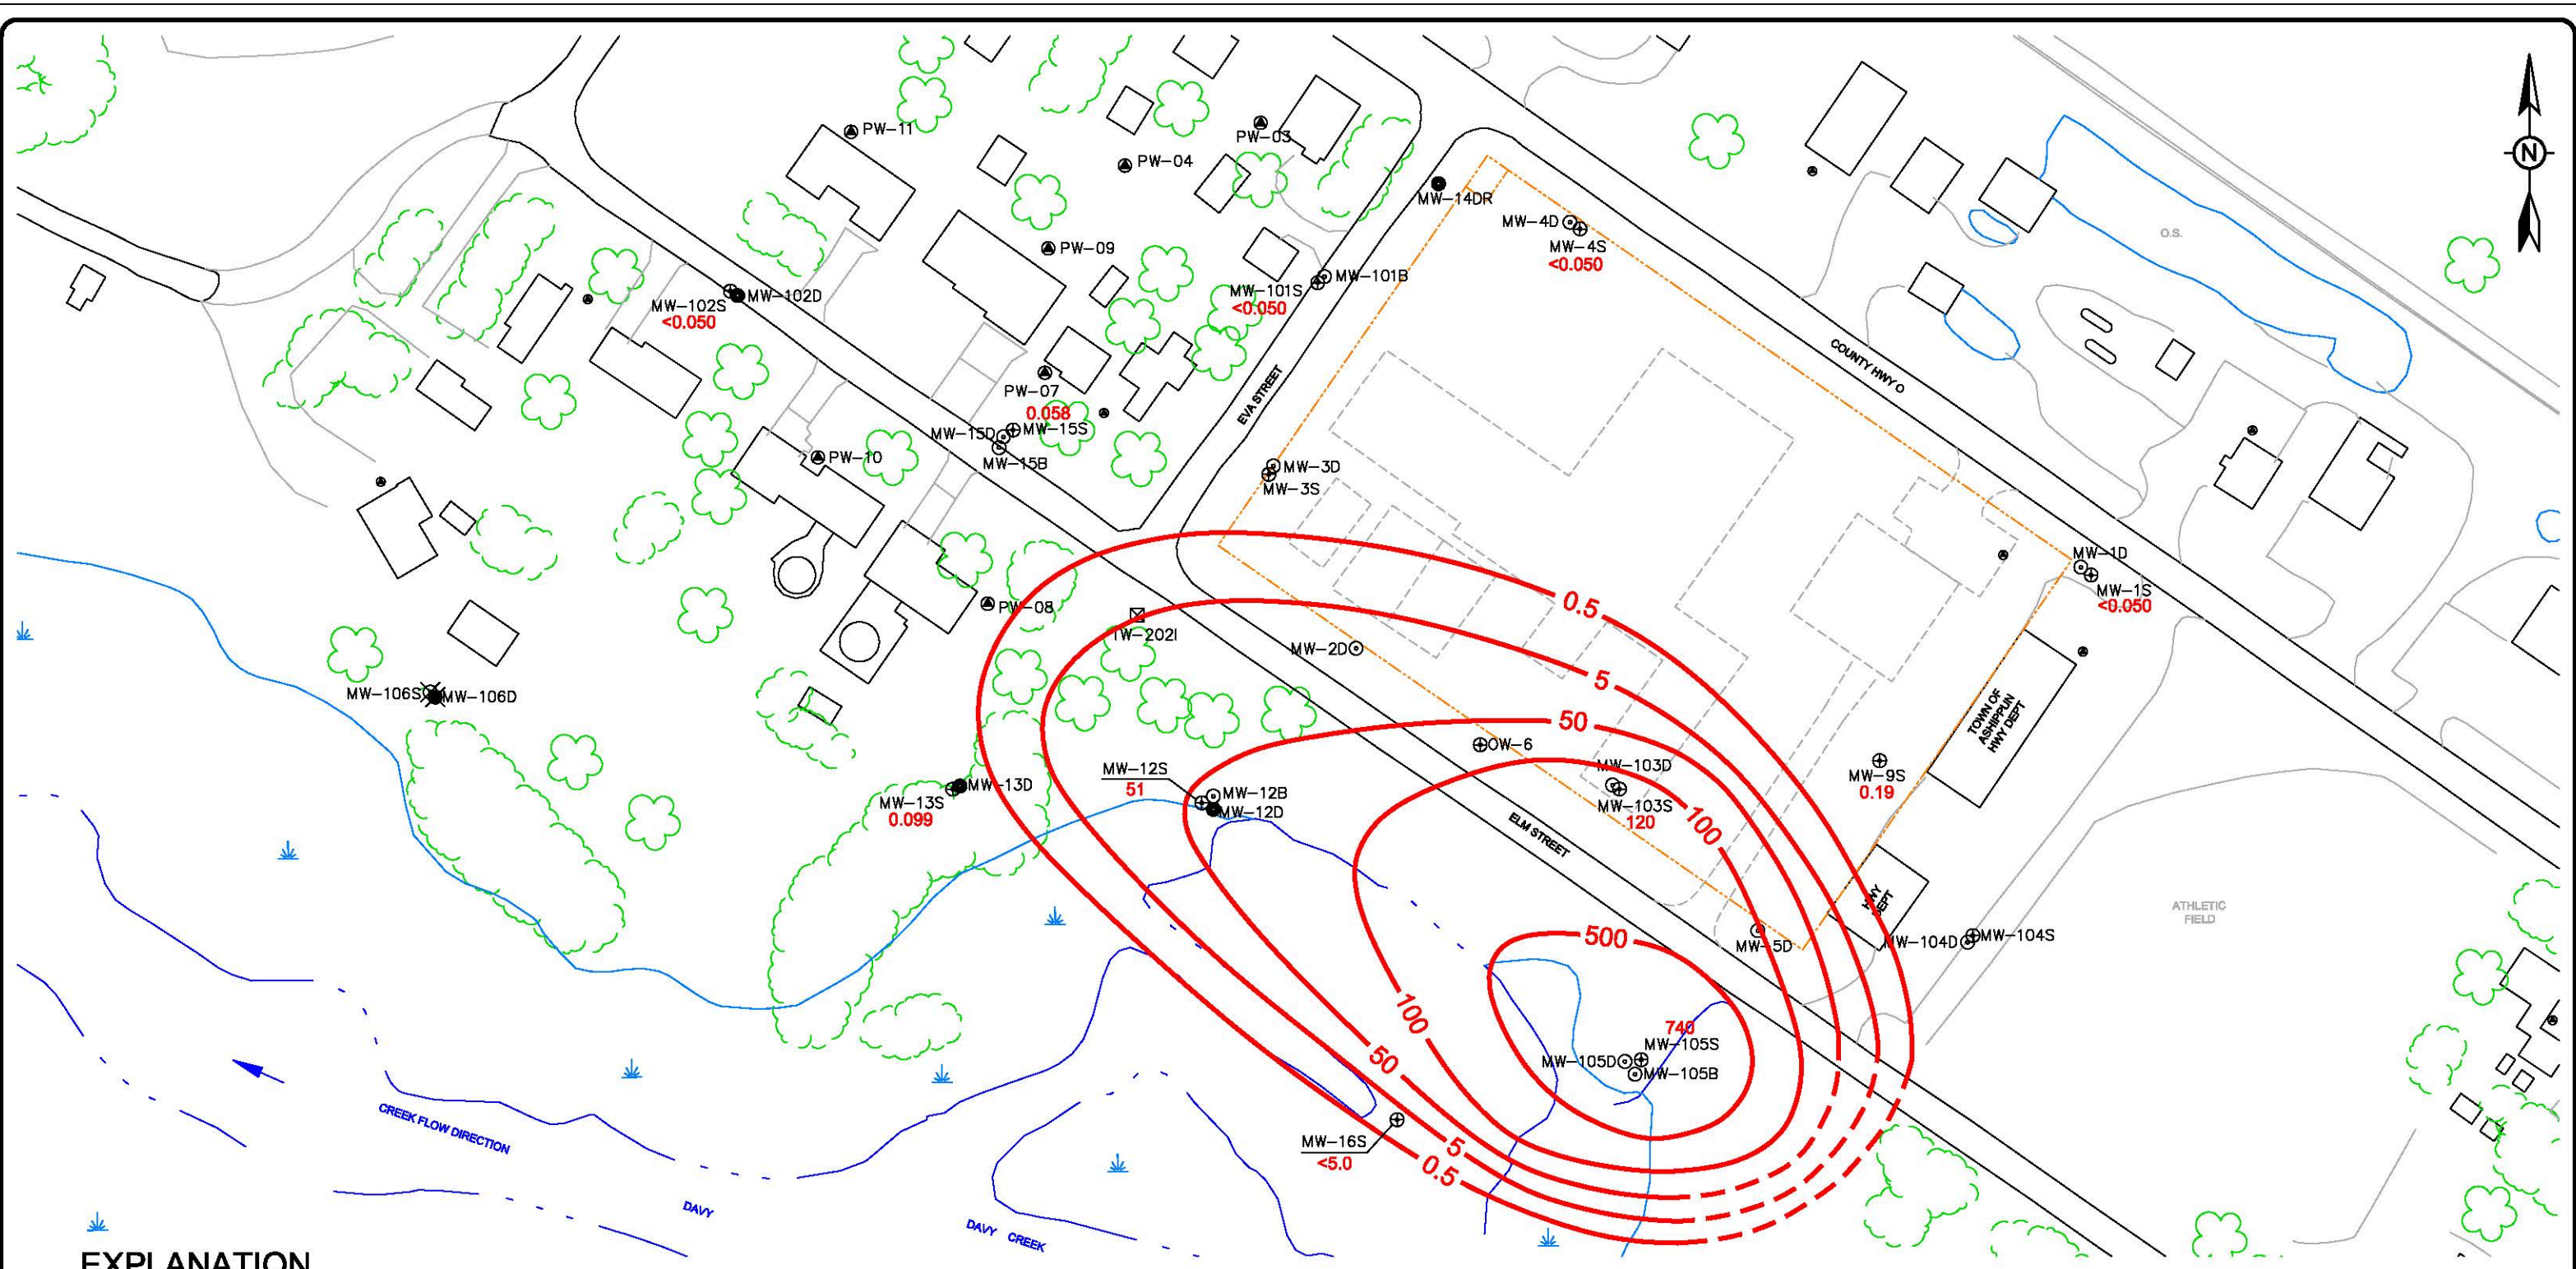 PW-11
PW-03
PW-04
N
MW-14DR
MW-4D
MW-4S
<0.050
O.S.
PW-09
MW-101B
MW-101S
<0.050
MW-102S
MW-102D
<0.050
COUNTY HWY O
EVA STREET
PW-07
0.058
MW-15D
MW-15S
MW-15B
PW-10
MW-3D
MW-3S
MW-1D
MW-1S
<0.050
PW-08
0.5
TW-202I
MW-2D
5
MW-106S
MW-106D
TOWN OF
ASHIPPUN
HWY DEPT
50
OW-6
MW-103D
MW-103S
120
100
MW-9S
0.19
MW-12S
51
MW-12B
MW-12D
MW-13D
MW-13S
0.099
ELM STREET
HWY
DEPT
ATHLETIC
FIELD
500
MW-5D
MW-104D
MW-104S
100
740
MW-105S
MW-105D
MW-105B
50
CREEK FLOW DIRECTION
MW-16S
<5.0
5
0.5
DAVY
DAVY CREEK
EXPLANATION